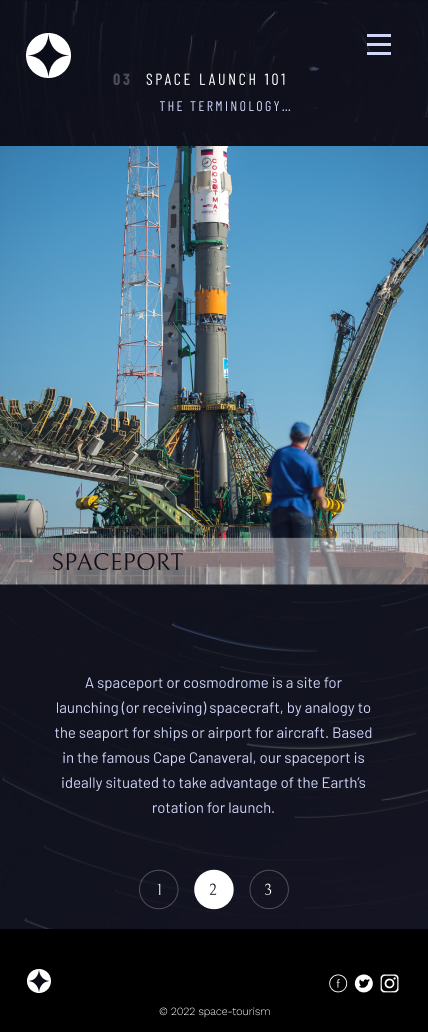 03 SPACE LAUNCH 101
THE TERMINOLOGY...
SPACEPORT
A spaceport or cosmodrome is a site for
launching (or receiving) spacecraft, by analogy to
the seaport for ships or airport for aircraft. Based
in the famous Cape Canaveral, our spaceport is
ideally situated to take advantage of the Earth's
rotation for launch.
1 2 3
© 2022 space-tourism